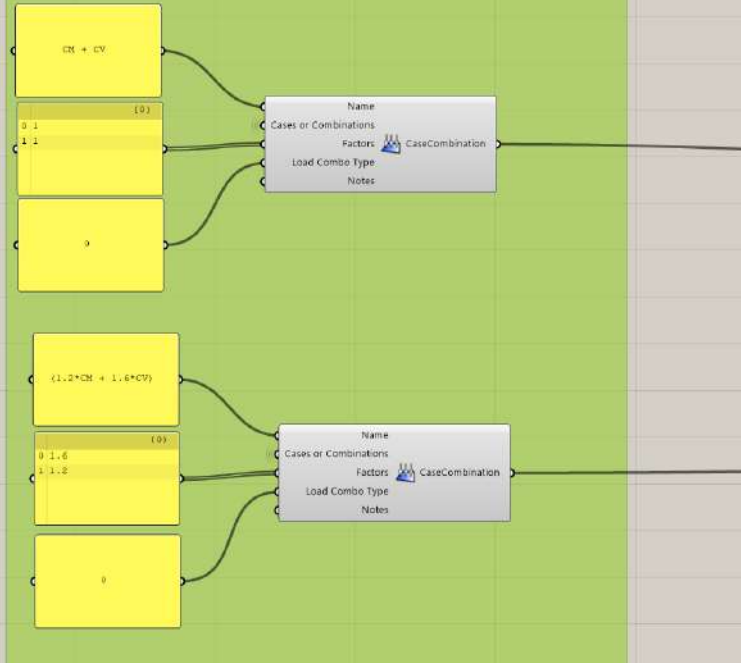 CM + CV
{0}
0 1
1 1
0
Name
Cases or Combinations
Factors
CaseCombination
Load Combo Type
Notes
(1.2*CM + 1.6*CV)
{0}
0 1.6
1 1.2
0
Name
Cases or Combinations
Factors
CaseCombination
Load Combo Type
Notes